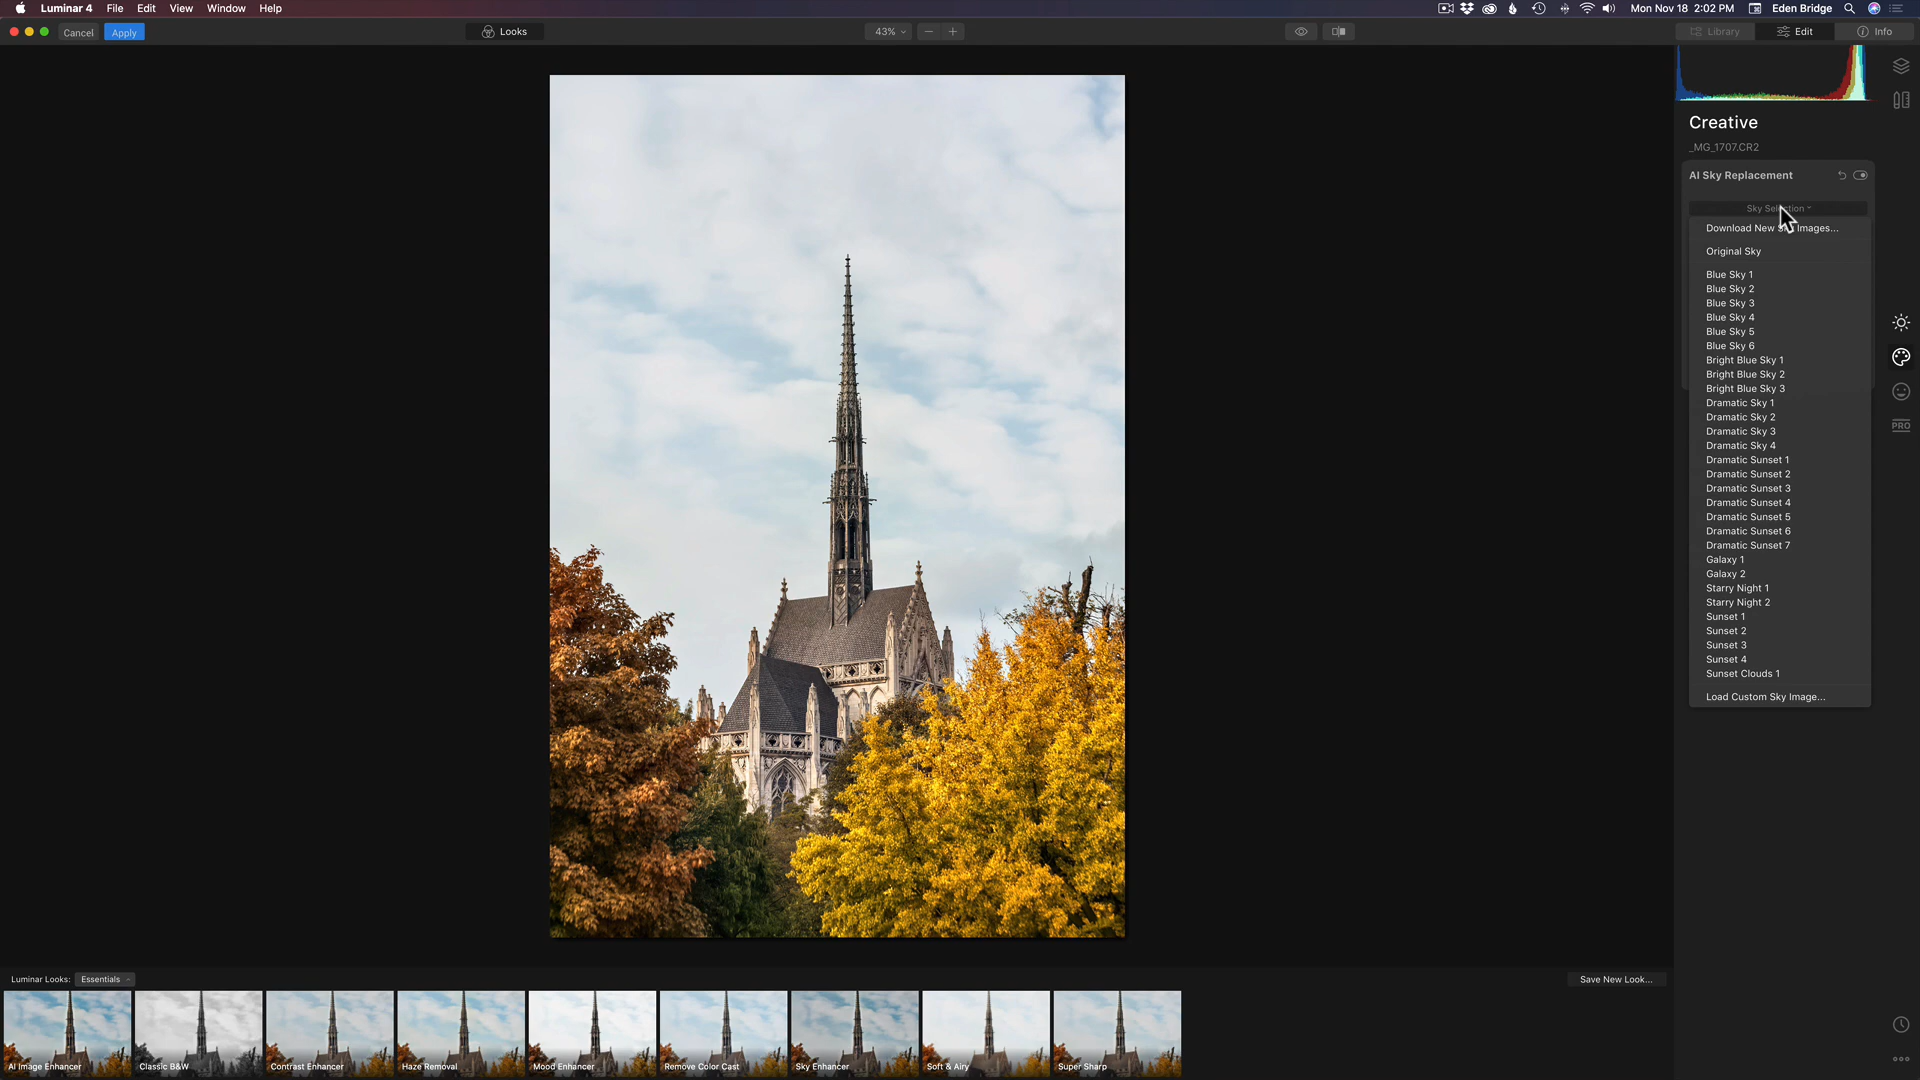 Luminar 4 File Edit View Window Help
Mon Nov 18 2:02 PM Eden Bridge
Cancel Apply
Looks
43%
Library
Edit
Info
Creative
_MG_1707.CR2
AI Sky Replacement
Sky Selection
Download New Sky Images...
Original Sky
Blue Sky 1
Blue Sky 2
Blue Sky 3
Blue Sky 4
Blue Sky 5
Blue Sky 6
Bright Blue Sky 1
Bright Blue Sky 2
Bright Blue Sky 3
Dramatic Sky 1
Dramatic Sky 2
Dramatic Sky 3
Dramatic Sky 4
Dramatic Sunset 1
Dramatic Sunset 2
Dramatic Sunset 3
Dramatic Sunset 4
Dramatic Sunset 5
Dramatic Sunset 6
Dramatic Sunset 7
Galaxy 1
Galaxy 2
Starry Night 1
Starry Night 2
Sunset 1
Sunset 2
Sunset 3
Sunset 4
Sunset Clouds 1
Load Custom Sky Image...
PRO
Luminar Looks: Essentials
Save New Look...
AI Image Enhancer
Classic B&W
Contrast Enhancer
Haze Removal
Mood Enhancer
Remove Color Cast
Sky Enhancer
Soft & Airy
Super Sharp